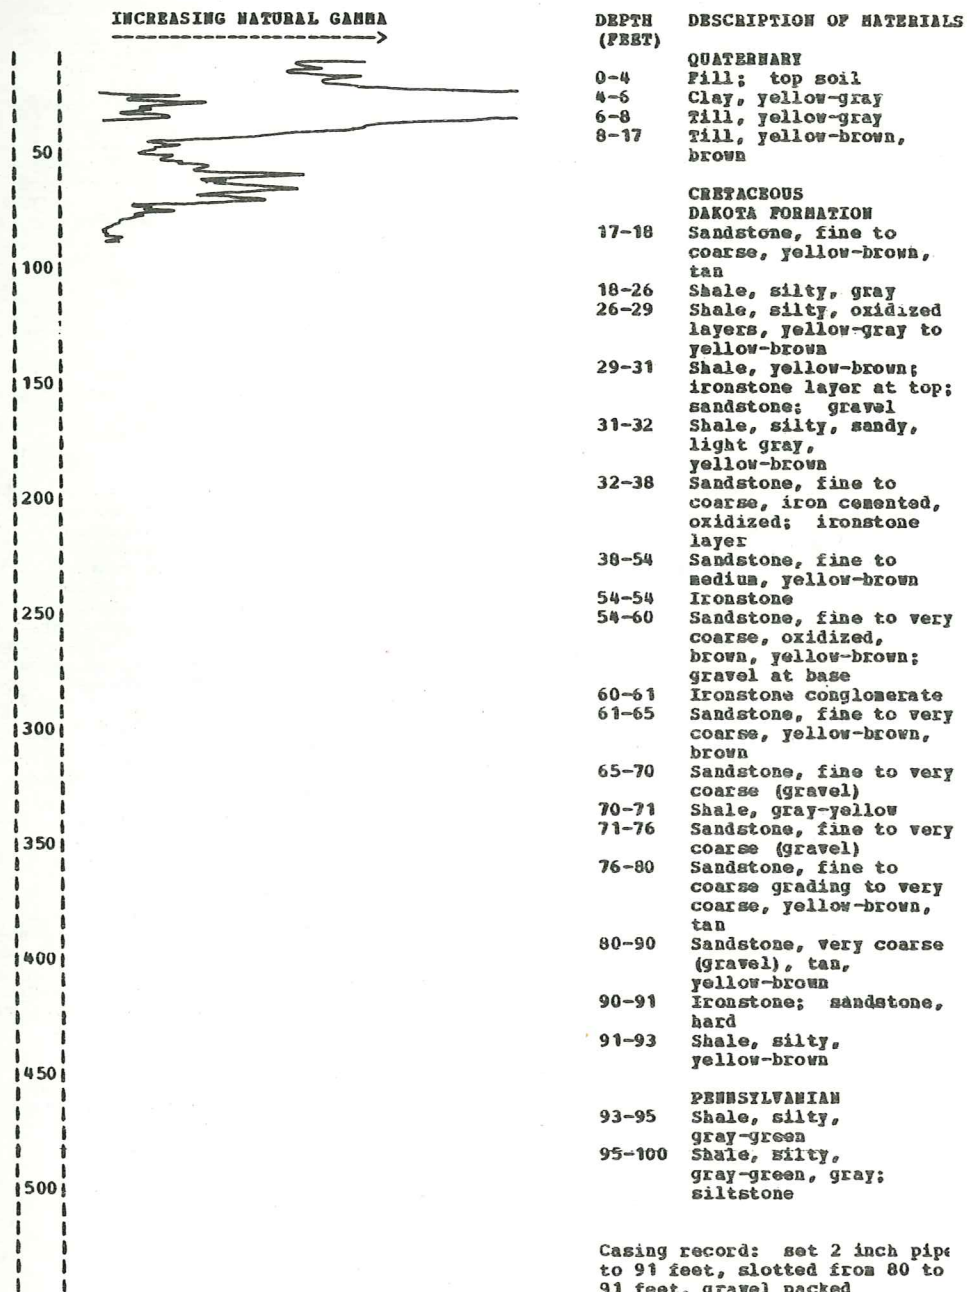 INCREASING NATURAL GAMMA
DEPTH DESCRIPTION OF MATERIALS
(FEET)
QUATERNARY
0-4 Fill; top soil
4-6 Clay, yellow-gray
6-8 Till, yellow-gray
8-17 Till, yellow-brown,
brown
CRETACEOUS
DAKOTA FORMATION
17-18 Sandstone, fine to
coarse, yellow-brown,
tan
18-26 Shale, silty, gray
26-29 Shale, silty, oxidized
layers, yellow-gray to
yellow-brown
29-31 Shale, yellow-brown;
ironstone layer at top;
sandstone; gravel
31-32 Shale, silty, sandy,
light gray,
yellow-brown
32-38 Sandstone, fine to
coarse, iron cemented,
oxidized; ironstone
layer
38-54 Sandstone, fine to
medium, yellow-brown
54-54 Ironstone
54-60 Sandstone, fine to very
coarse, oxidized,
brown, yellow-brown;
gravel at base
60-61 Ironstone conglomerate
61-65 Sandstone, fine to very
coarse, yellow-brown,
brown
65-70 Sandstone, fine to very
coarse (gravel)
70-71 Shale, gray-yellow
71-76 Sandstone, fine to very
coarse (gravel)
76-80 Sandstone, fine to
coarse grading to very
coarse, yellow-brown,
tan
80-90 Sandstone, very coarse
(gravel), tan,
yellow-brown
90-91 Ironstone; sandstone,
hard
91-93 Shale, silty,
yellow-brown
PENNSYLVANIAN
93-95 Shale, silty,
gray-green
95-100 Shale, silty,
gray-green, gray;
siltstone
Casing record: set 2 inch pipe
to 91 feet, slotted from 80 to
91 feet, gravel packed
50
100
150
200
250
300
350
400
450
500